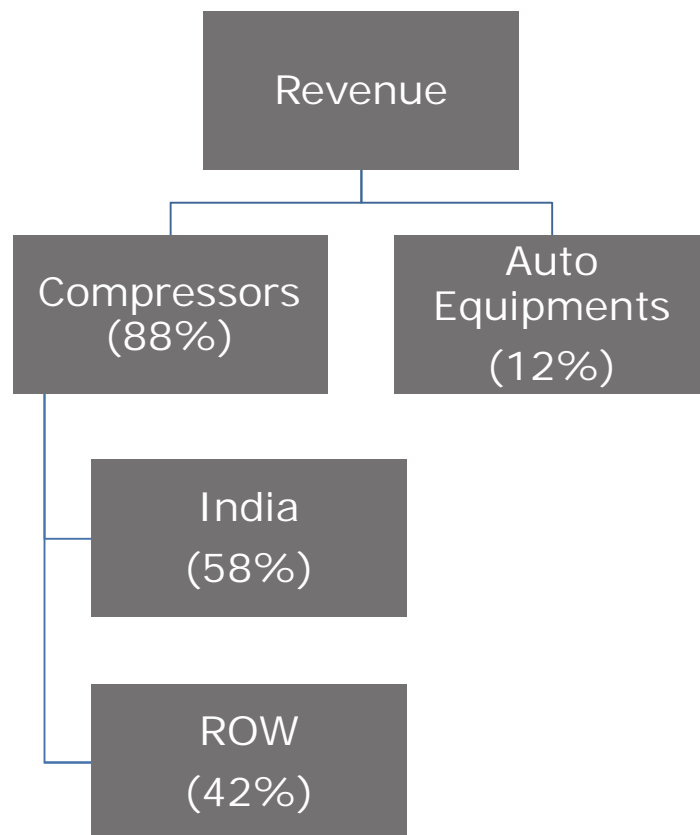 Revenue
Compressors
(88%)
Auto
Equipments
(12%)
India
(58%)
ROW
(42%)